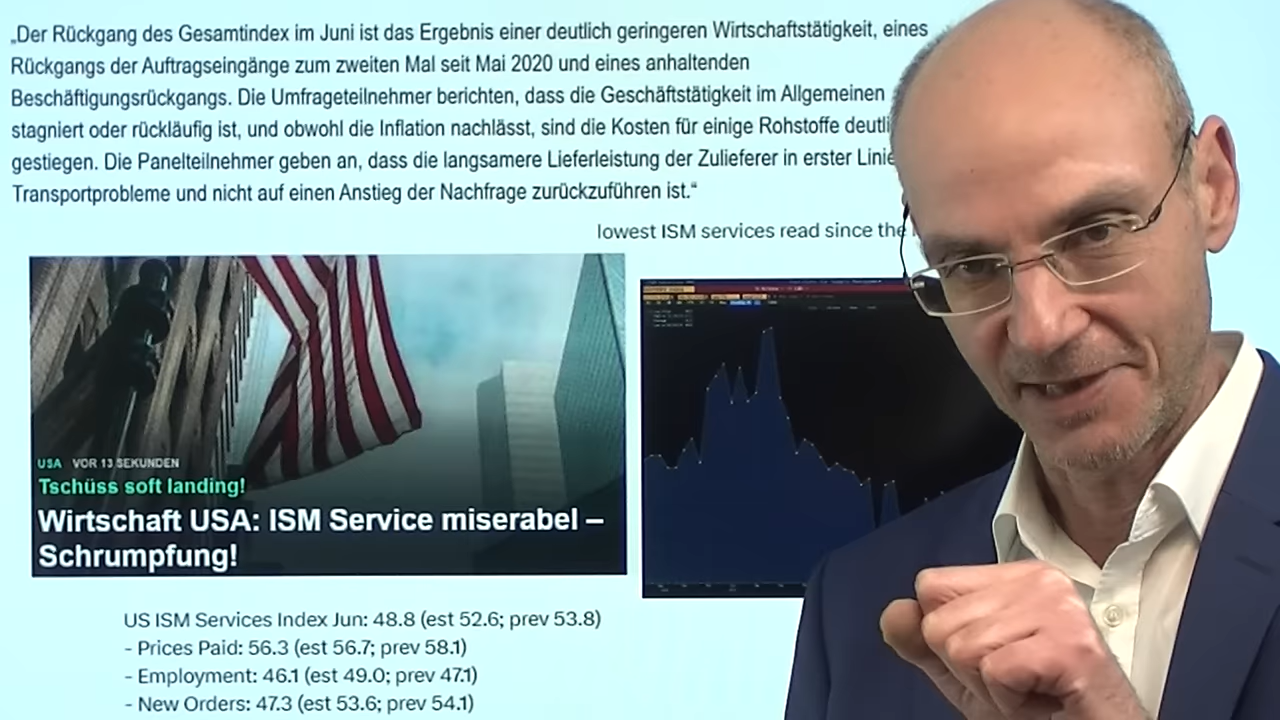 „Der Rückgang des Gesamtindex im Juni ist das Ergebnis einer deutlich geringeren Wirtschaftstätigkeit, eines
Rückgangs der Auftragseingänge zum zweiten Mal seit Mai 2020 und eines anhaltenden
Beschäftigungsrückgangs. Die Umfrageteilnehmer berichten, dass die Geschäftstätigkeit im Allgemeinen
stagniert oder rückläufig ist, und obwohl die Inflation nachlässt, sind die Kosten für einige Rohstoffe
gestiegen. Die Panelteilnehmer geben an, dass die langsamere Lieferleistung der Zulieferer in erster Linie
Transportprobleme und nicht auf einen Anstieg der Nachfrage zurückzuführen ist.“
lowest ISM services read since the
USA VOR 13 SEKUNDEN
Tschüss soft landing!
Wirtschaft USA: ISM Service miserabel –
Schrumpfung!
US ISM Services Index Jun: 48.8 (est 52.6; prev 53.8)
- Prices Paid: 56.3 (est 56.7; prev 58.1)
- Employment: 46.1 (est 49.0; prev 47.1)
- New Orders: 47.3 (est 53.6; prev 54.1)